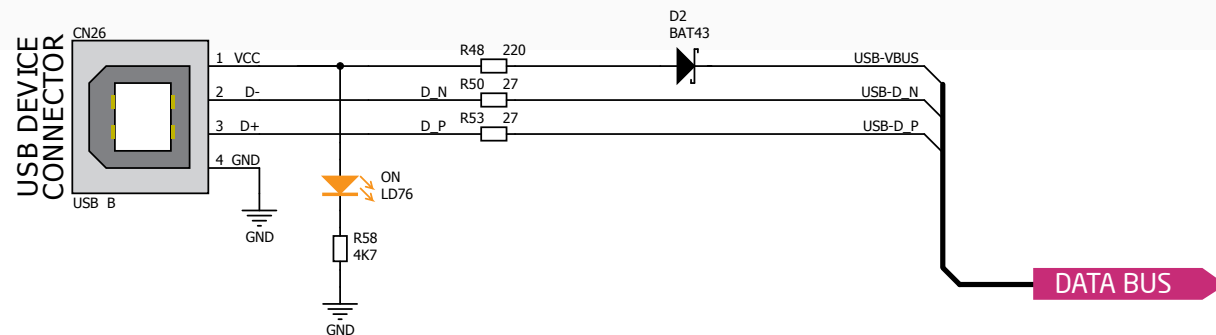 USB DEVICE
CONNECTOR
CN26
USB B
1 VCC
2 D-
3 D+
4 GND
GND
ON
LD76
R58
4K7
GND
D_N
D_P
R48 220
R50 27
R53 27
D2
BAT43
USB-VBUS
USB-D_N
USB-D_P
DATA BUS